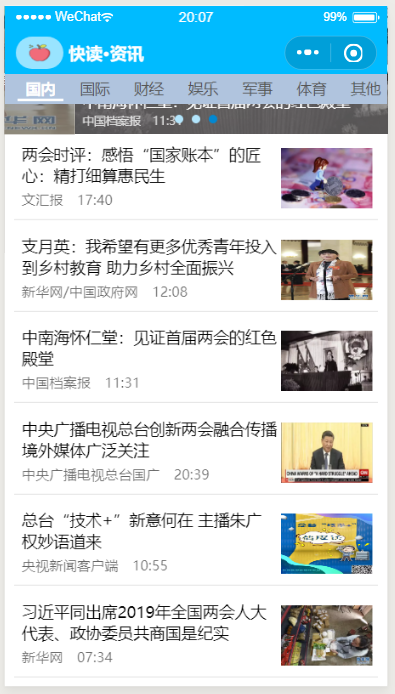 WeChat
20:07
99%
快读·资讯
国内 国际 财经 娱乐 军事 体育 其他
中南海怀仁堂：见证首届两会的红色殿堂
中国档案报 11:31
两会时评：感悟“国家账本”的匠
心：精打细算惠民生
文汇报 17:40
支月英：我希望有更多优秀青年投入
到乡村教育 助力乡村全面振兴
新华网/中国政府网 12:08
中南海怀仁堂：见证首届两会的红色
殿堂
中国档案报 11:31
中央广播电视总台创新两会融合传播
境外媒体广泛关注
中央广播电视总台国广 20:39
总台“技术+”新意何在 主播朱广
权妙语道来
央视新闻客户端 10:55
习近平同出席2019年全国两会人大
代表、政协委员共商国是纪实
新华网 07:34